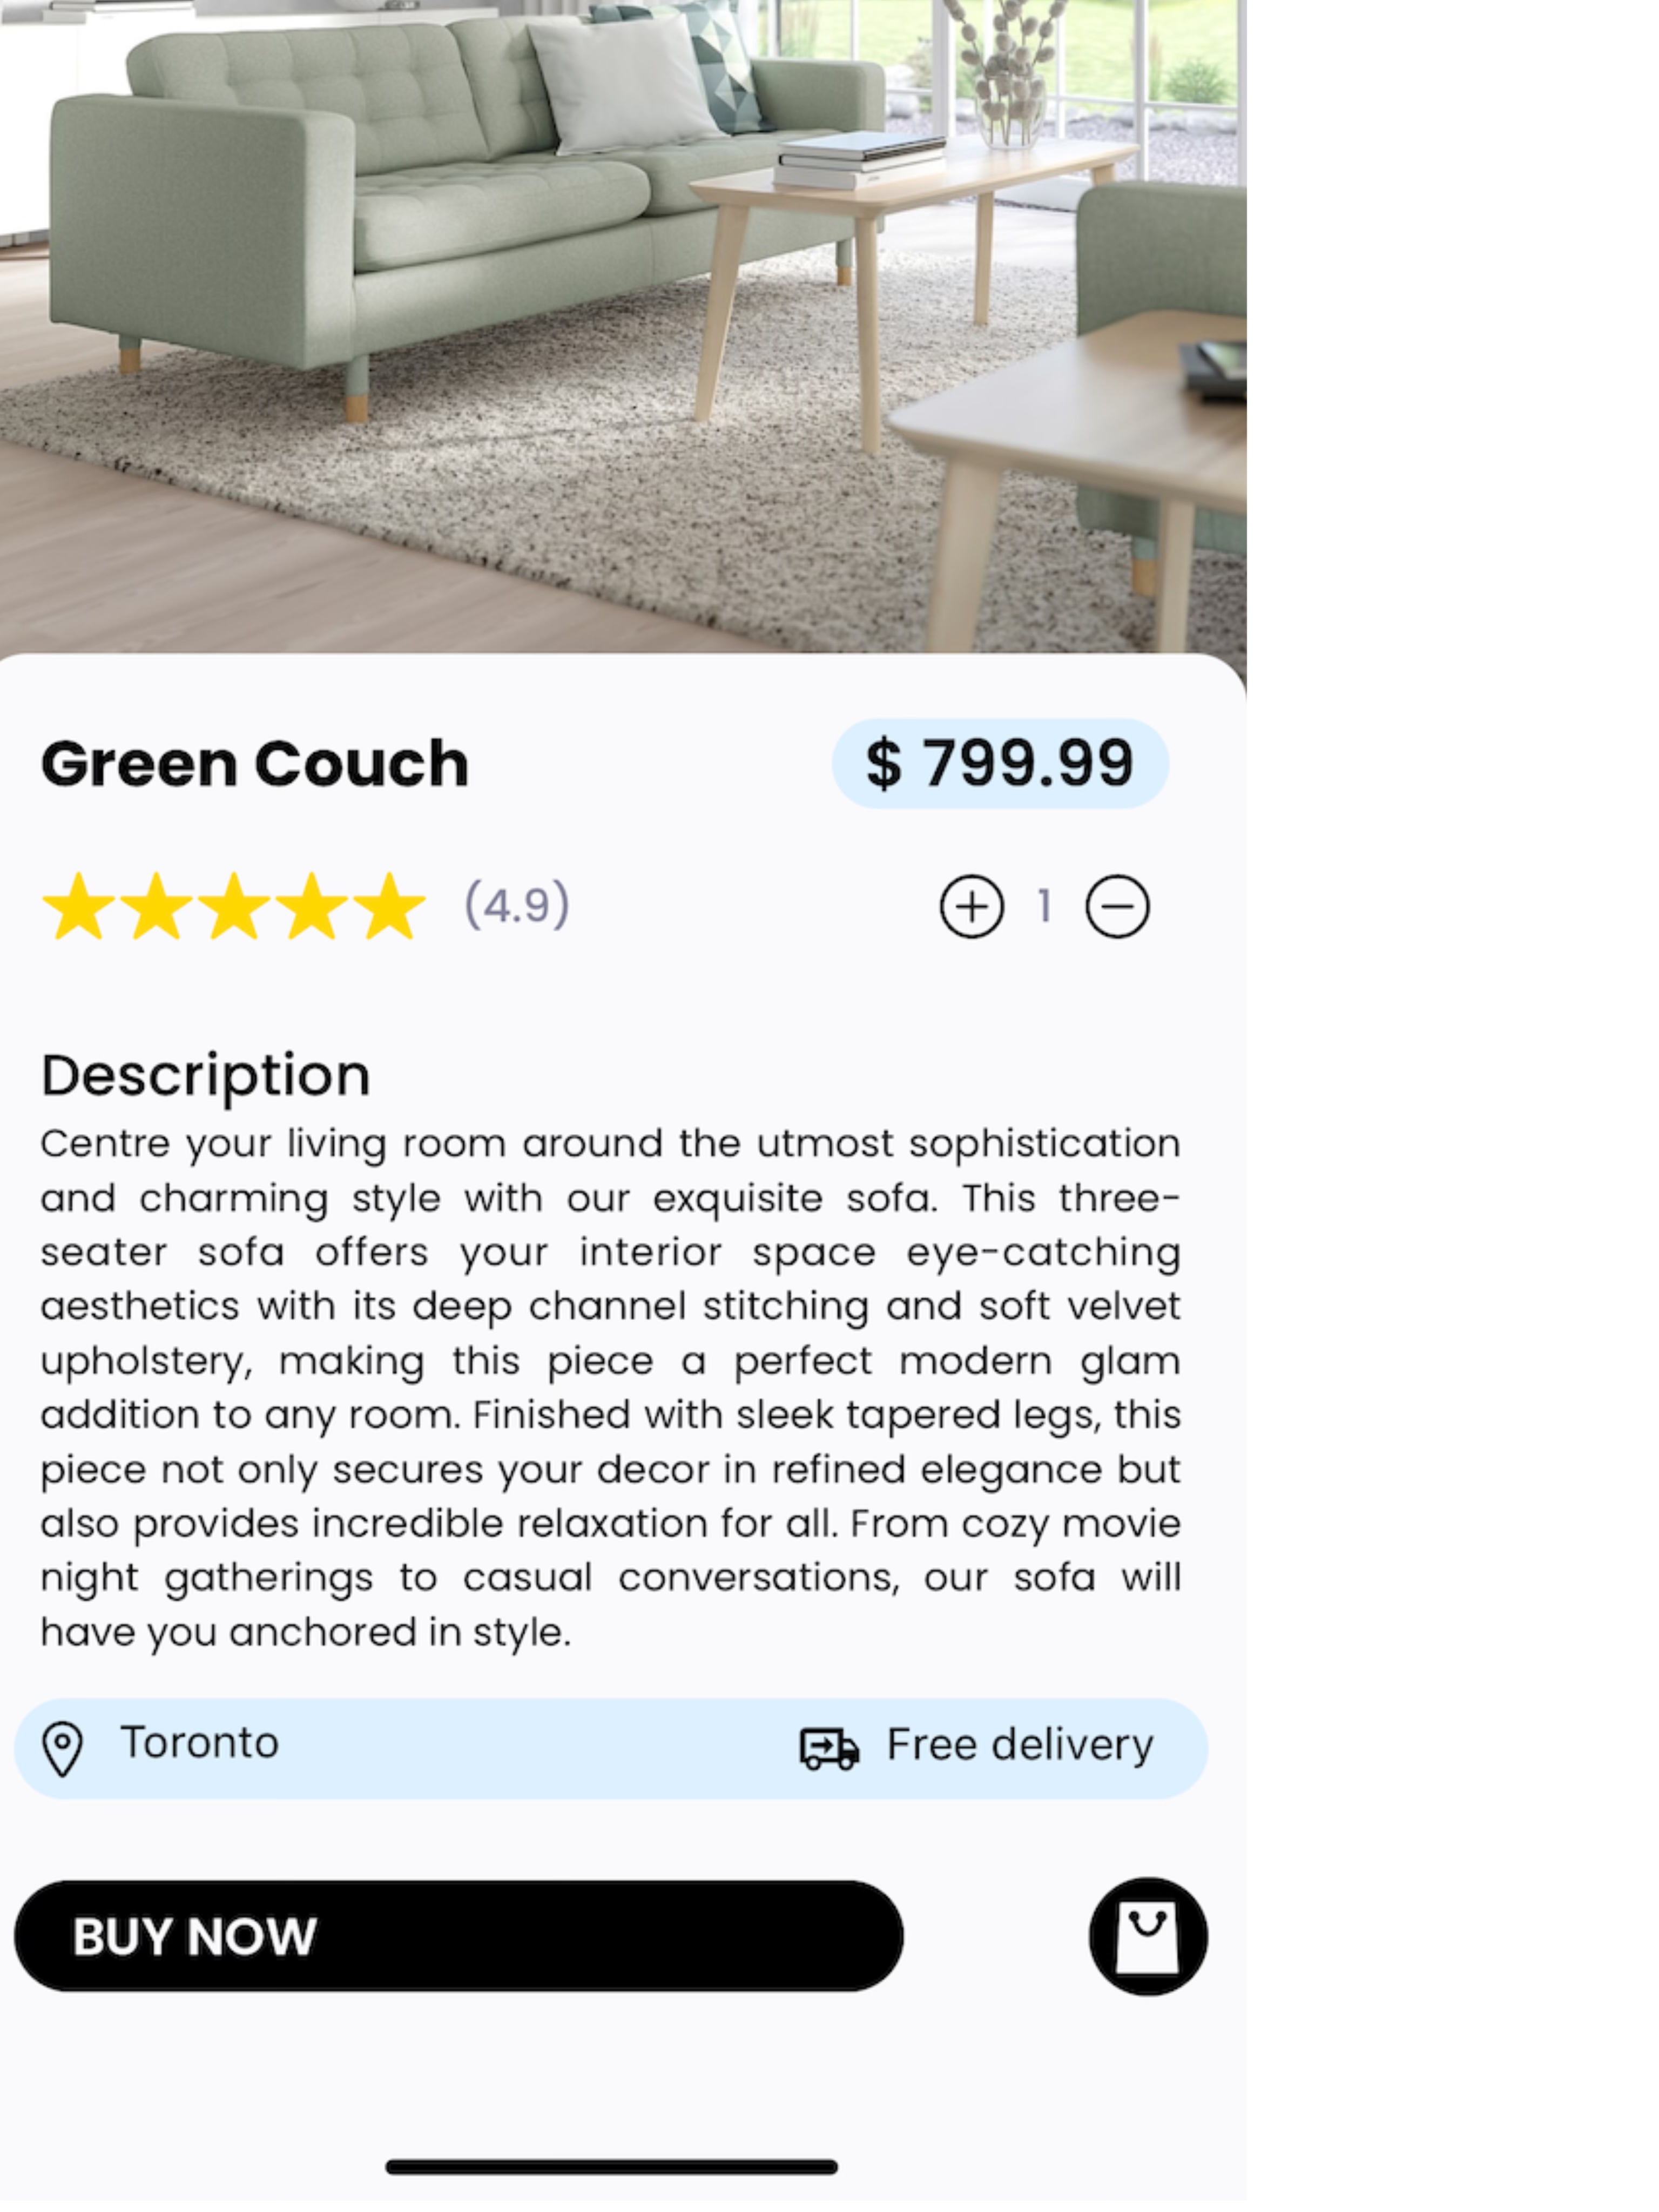 Green Couch
$ 799.99
(4.9)
1
Description
Centre your living room around the utmost sophistication
and charming style with our exquisite sofa. This three-
seater sofa offers your interior space eye-catching
aesthetics with its deep channel stitching and soft velvet
upholstery, making this piece a perfect modern glam
addition to any room. Finished with sleek tapered legs, this
piece not only secures your decor in refined elegance but
also provides incredible relaxation for all. From cozy movie
night gatherings to casual conversations, our sofa will
have you anchored in style.
Toronto
Free delivery
BUY NOW